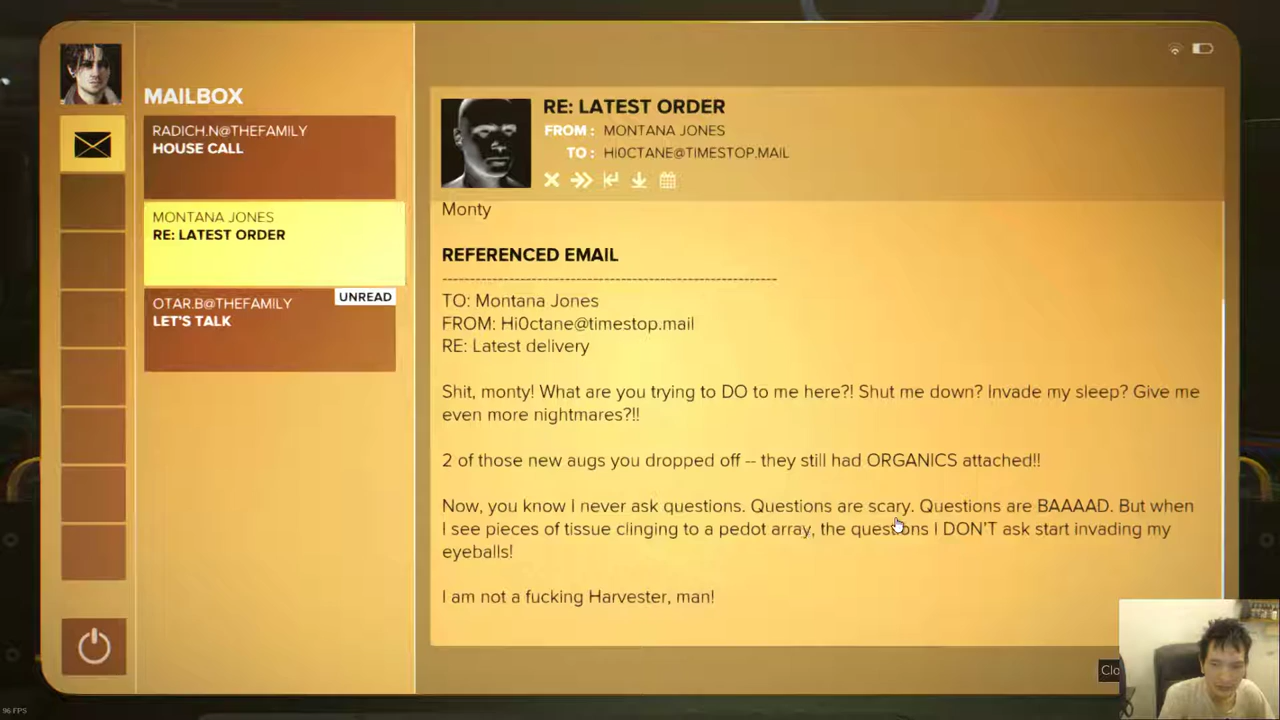 MAILBOX
RADICH.N@THEFAMILY
HOUSE CALL
MONTANA JONES
RE: LATEST ORDER
OTAR.B@THEFAMILY
UNREAD
LET'S TALK
RE: LATEST ORDER
FROM: MONTANA JONES
TO: HI0CTANE@TIMESTOP.MAIL
Monty
REFERENCED EMAIL
----------------------------------------------------------
TO: Montana Jones
FROM: Hi0ctane@timestop.mail
RE: Latest delivery
Shit, monty! What are you trying to DO to me here?! Shut me down? Invade my sleep? Give me
even more nightmares?!!
2 of those new augs you dropped off -- they still had ORGANICS attached!!
Now, you know I never ask questions. Questions are scary. Questions are BAAAAD. But when
I see pieces of tissue clinging to a pedot array, the questions I DON'T ask start invading my
eyeballs!
I am not a fucking Harvester, man!
96 FPS